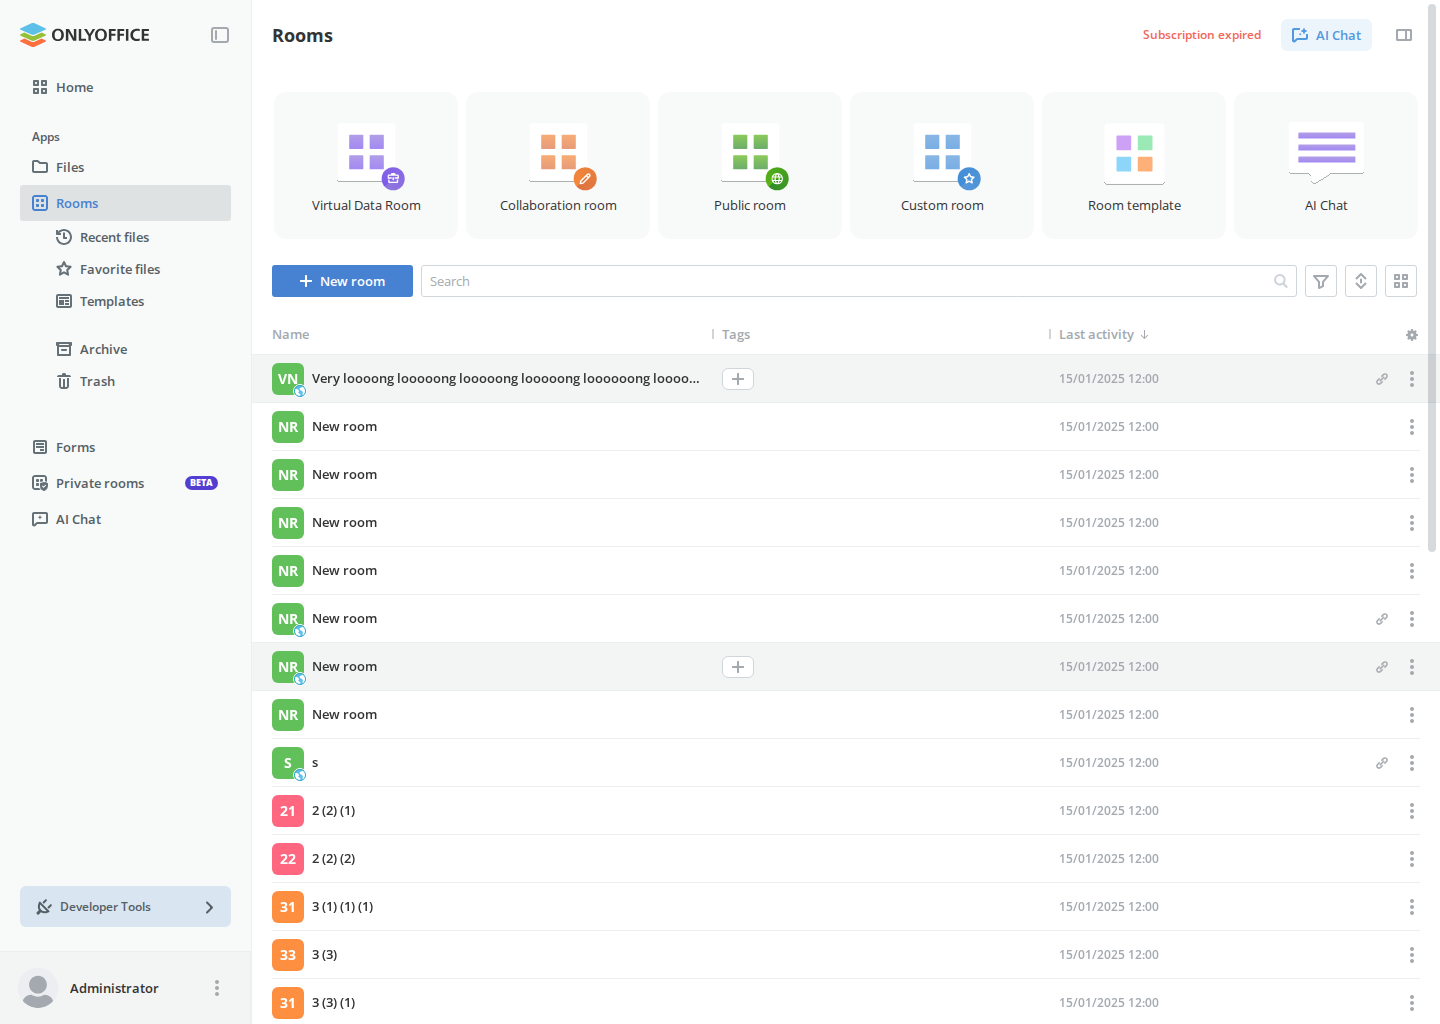 ONLYOFFICE
Home
Apps
Files
Rooms
Recent files
Favorite files
Templates
Archive
Trash
Forms
Private rooms BETA
AI Chat
Developer Tools
Administrator
Rooms
Subscription expired
AI Chat
Virtual Data Room
Collaboration room
Public room
Custom room
Room template
AI Chat
New room
Search
Name Tags Last activity
VN Very loooong looooong looooong looooong loooooong loooo... 15/01/2025 12:00
NR New room 15/01/2025 12:00
NR New room 15/01/2025 12:00
NR New room 15/01/2025 12:00
NR New room 15/01/2025 12:00
NR New room 15/01/2025 12:00
NR New room 15/01/2025 12:00
NR New room 15/01/2025 12:00
S s 15/01/2025 12:00
21 2 (2) (1) 15/01/2025 12:00
22 2 (2) (2) 15/01/2025 12:00
31 3 (1) (1) (1) 15/01/2025 12:00
33 3 (3) 15/01/2025 12:00
31 3 (3) (1) 15/01/2025 12:00